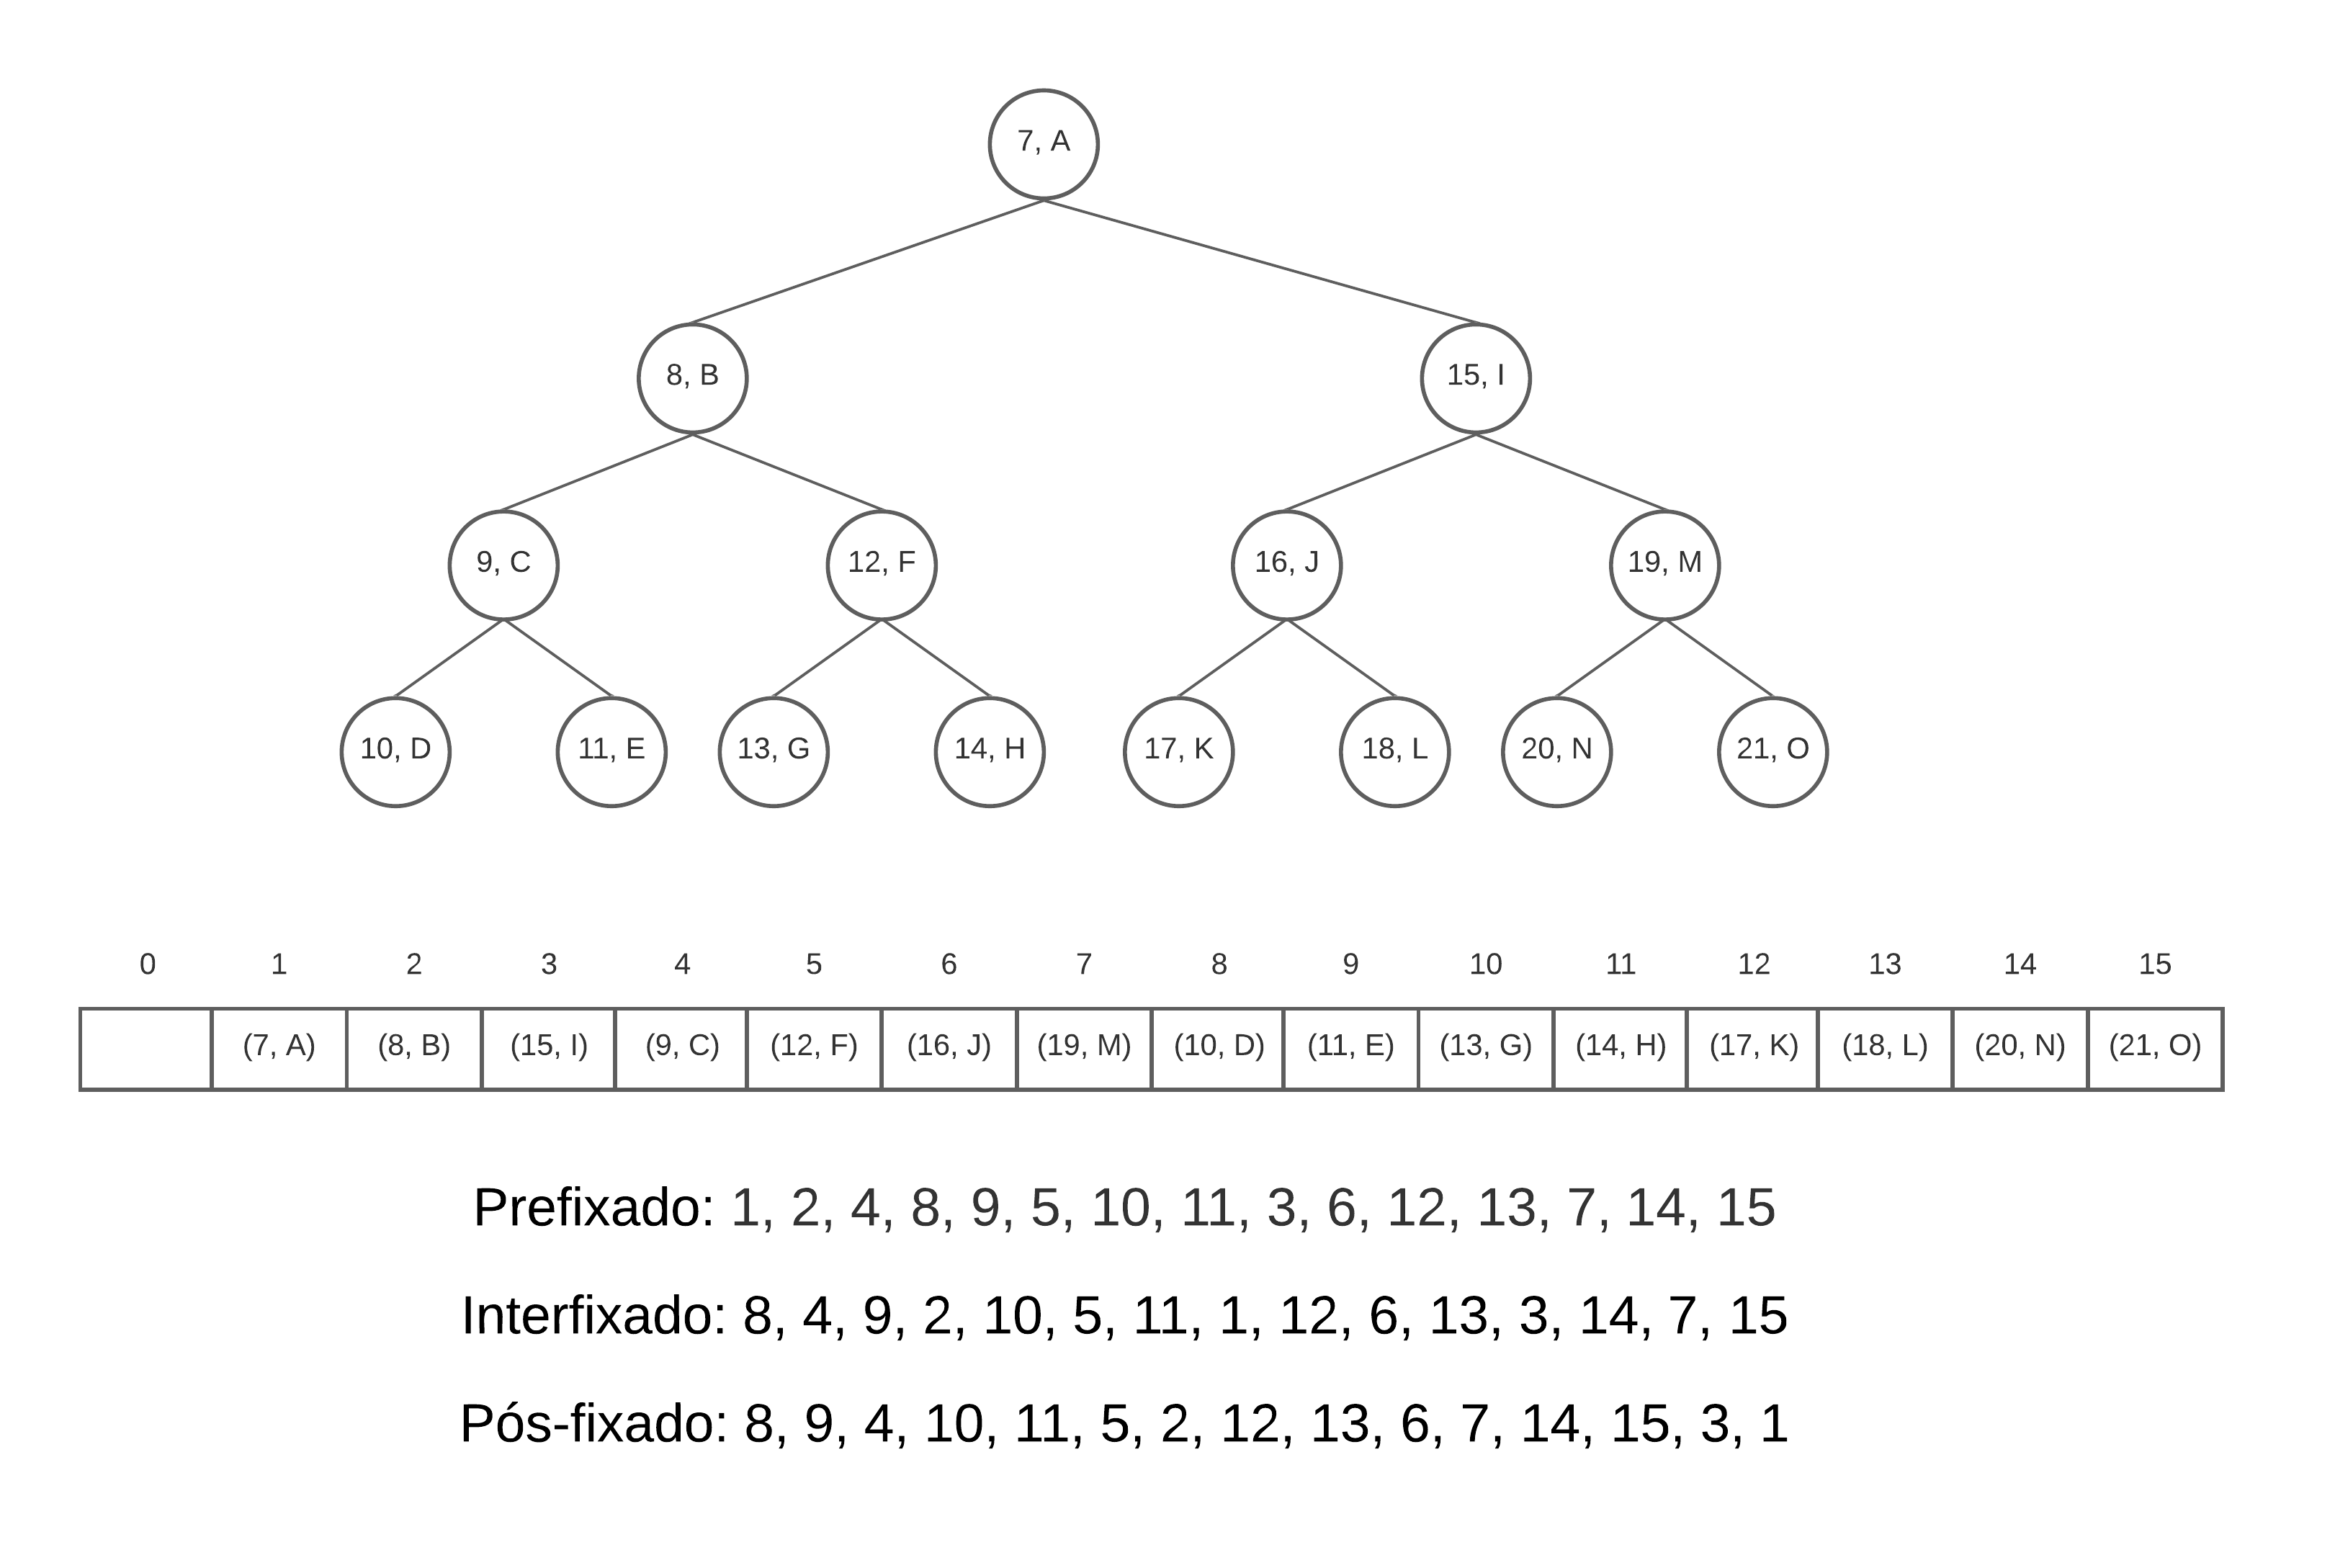 7, A
8, B 15, I
9, C 12, F 16, J 19, M
10, D 11, E 13, G 14, H 17, K 18, L 20, N 21, O
0 1 2 3 4 5 6 7 8 9 10 11 12 13 14 15
(7, A) (8, B) (15, I) (9, C) (12, F) (16, J) (19, M) (10, D) (11, E) (13, G) (14, H) (17, K) (18, L) (20, N) (21, O)
Prefixado: 1, 2, 4, 8, 9, 5, 10, 11, 3, 6, 12, 13, 7, 14, 15
Interfixado: 8, 4, 9, 2, 10, 5, 11, 1, 12, 6, 13, 3, 14, 7, 15
Pós-fixado: 8, 9, 4, 10, 11, 5, 2, 12, 13, 6, 7, 14, 15, 3, 1